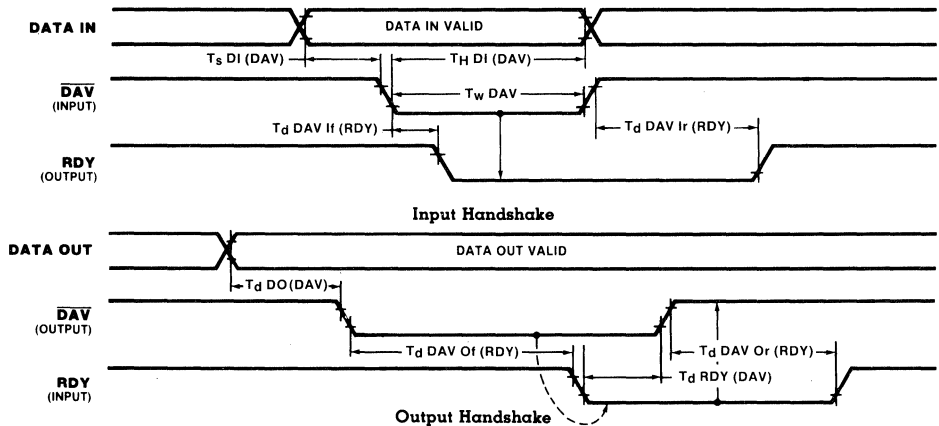 DATA IN
DATA IN VALID
Ts DI (DAV)
TH DI (DAV)
DAV
(INPUT)
Tw DAV
Td DAV If (RDY)
Td DAV Ir (RDY)
RDY
(OUTPUT)
Input Handshake
DATA OUT
DATA OUT VALID
Td DO (DAV)
DAV
(OUTPUT)
Td DAV Of (RDY)
Td DAV Or (RDY)
Td RDY (DAV)
RDY
(INPUT)
Output Handshake